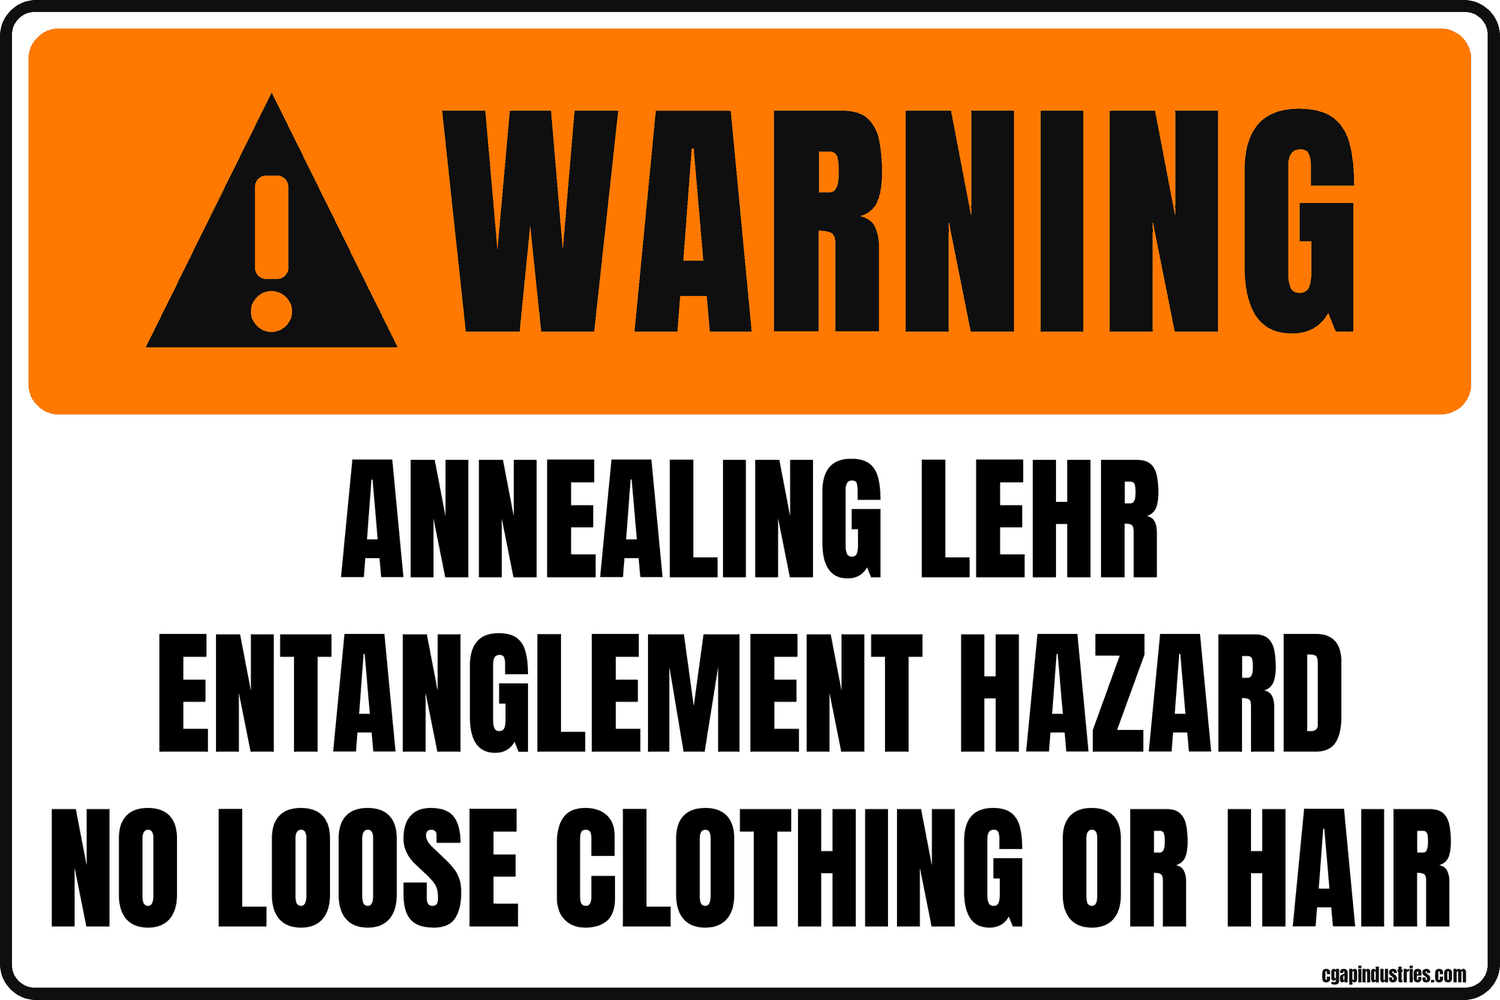 WARNING
ANNEALING LEHR
ENTANGLEMENT HAZARD
NO LOOSE CLOTHING OR HAIR
cgapindustries.com